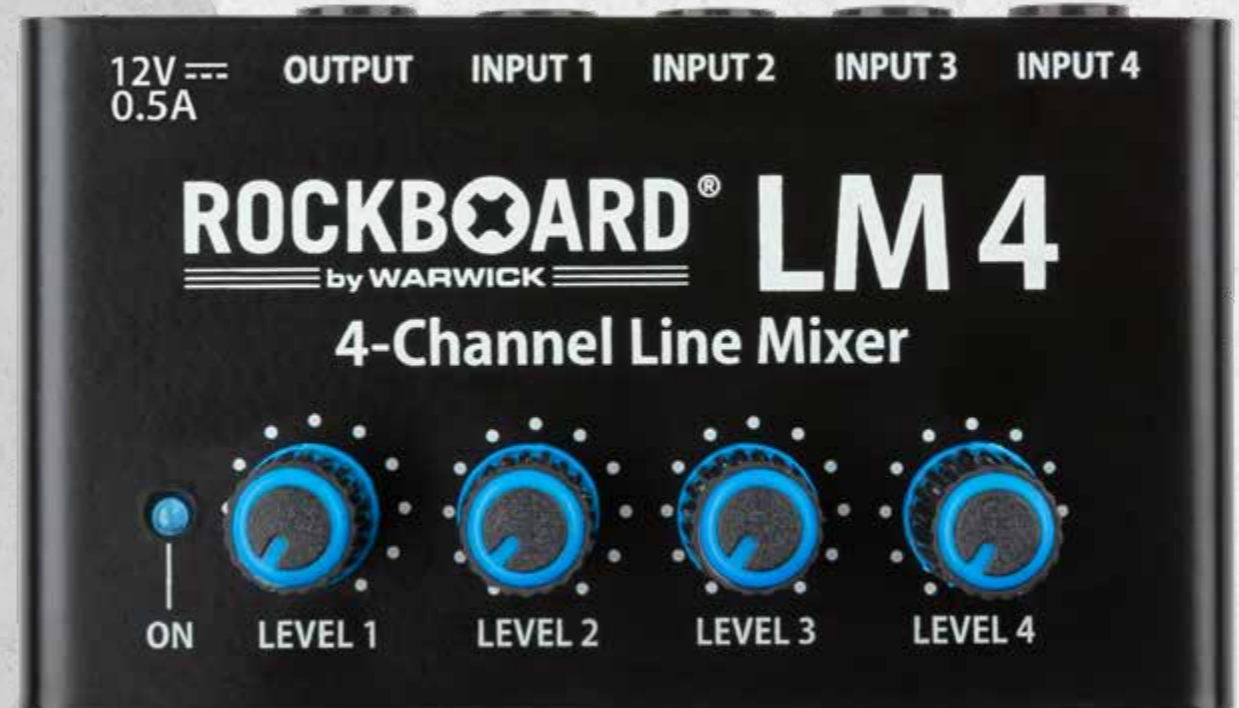 12V ⎓ OUTPUT INPUT 1 INPUT 2 INPUT 3 INPUT 4
0.5A
ROCKBOARD® LM 4
by WARWICK
4-Channel Line Mixer
ON LEVEL 1 LEVEL 2 LEVEL 3 LEVEL 4